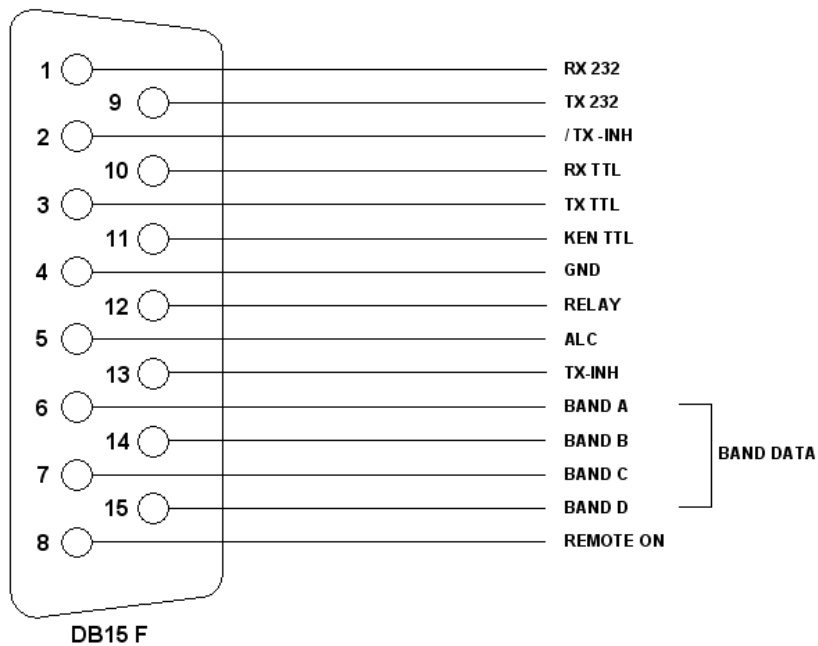 1 RX 232
9 TX 232
2 / TX -INH
10 RX TTL
3 TX TTL
11 KEN TTL
4 GND
12 RELAY
5 ALC
13 TX-INH
6 BAND A
14 BAND B
7 BAND C
BAND DATA
15 BAND D
8 REMOTE ON
DB15 F